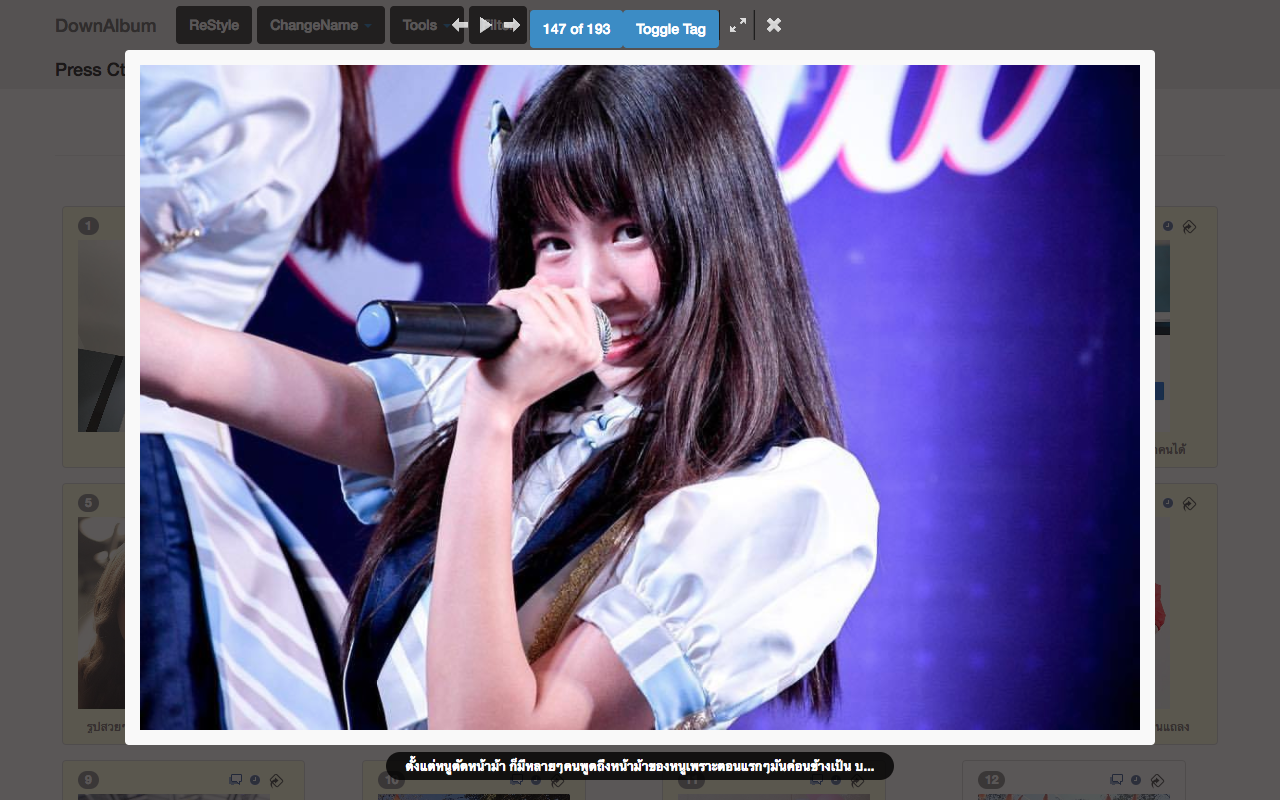 DownAlbum ReStyle ChangeName Tools 147 of 193 Toggle Tag
Press
1
คนได้
5
รูปสวย
นแถลง
ตั้งแต่หนูตัดหน้าม้า ก็มีหลายๆคนพูดถึงหน้าม้าของหนูเพราะตอนแรกๆมันค่อนข้างเป๋น บ...
9 10 11 12